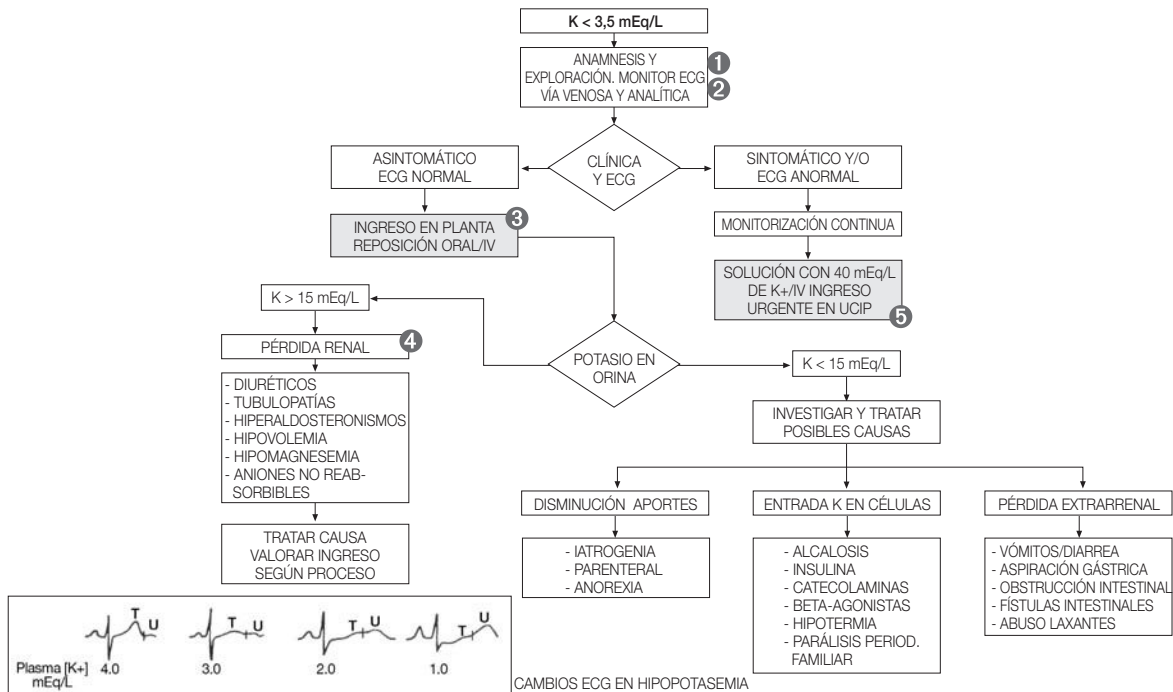 K < 3,5 mEq/L
ANAMNESIS Y
EXPLORACIÓN. MONITOR ECG
VÍA VENOSA Y ANALÍTICA
1
2
CLÍNICA
Y ECG
ASINTOMÁTICO
ECG NORMAL
SINTOMÁTICO Y/O
ECG ANORMAL
INGRESO EN PLANTA
REPOSICIÓN ORAL/IV
3
MONITORIZACIÓN CONTINUA
SOLUCIÓN CON 40 mEq/L
DE K+/IV INGRESO
URGENTE EN UCIP
5
POTASIO EN
ORINA
K > 15 mEq/L
PÉRDIDA RENAL
4
- DIURÉTICOS
- TUBULOPATÍAS
- HIPERALDOSTERONISMOS
- HIPOVOLEMIA
- HIPOMAGNESEMIA
- ANIONES NO REAB-
SORBIBLES
TRATAR CAUSA
VALORAR INGRESO
SEGÚN PROCESO
K < 15 mEq/L
INVESTIGAR Y TRATAR
POSIBLES CAUSAS
DISMINUCIÓN APORTES
- IATROGENIA
- PARENTERAL
- ANOREXIA
ENTRADA K EN CÉLULAS
- ALCALOSIS
- INSULINA
- CATECOLAMINAS
- BETA-AGONISTAS
- HIPOTERMIA
- PARÁLISIS PERIOD.
FAMILIAR
PÉRDIDA EXTRARRENAL
- VÓMITOS/DIARREA
- ASPIRACIÓN GÁSTRICA
- OBSTRUCCIÓN INTESTINAL
- FÍSTULAS INTESTINALES
- ABUSO LAXANTES
T U T U T U T U
Plasma [K+] 4.0 3.0 2.0 1.0
mEq/L
CAMBIOS ECG EN HIPOPOTASEMIA